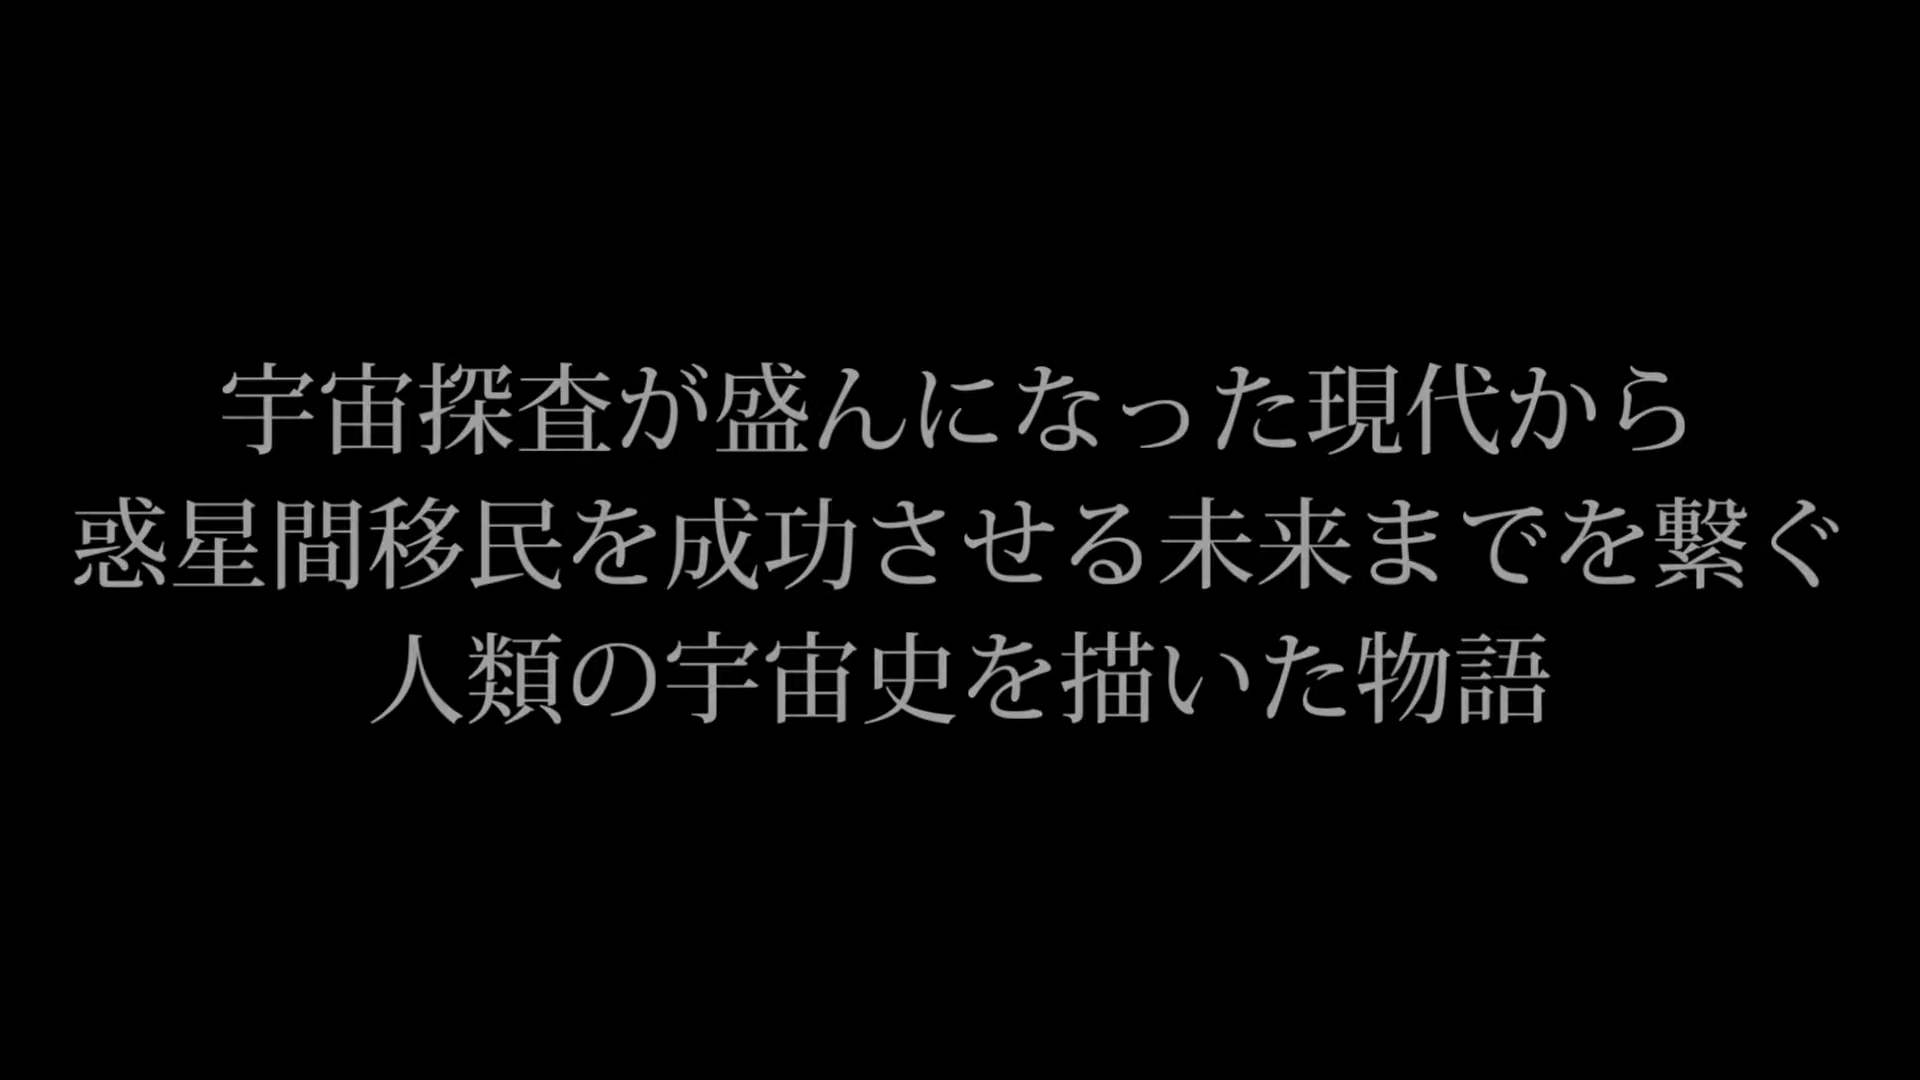 宇宙探査が盛んになった現代から
惑星間移民を成功させる未来までを繋ぐ
人類の宇宙史を描いた物語